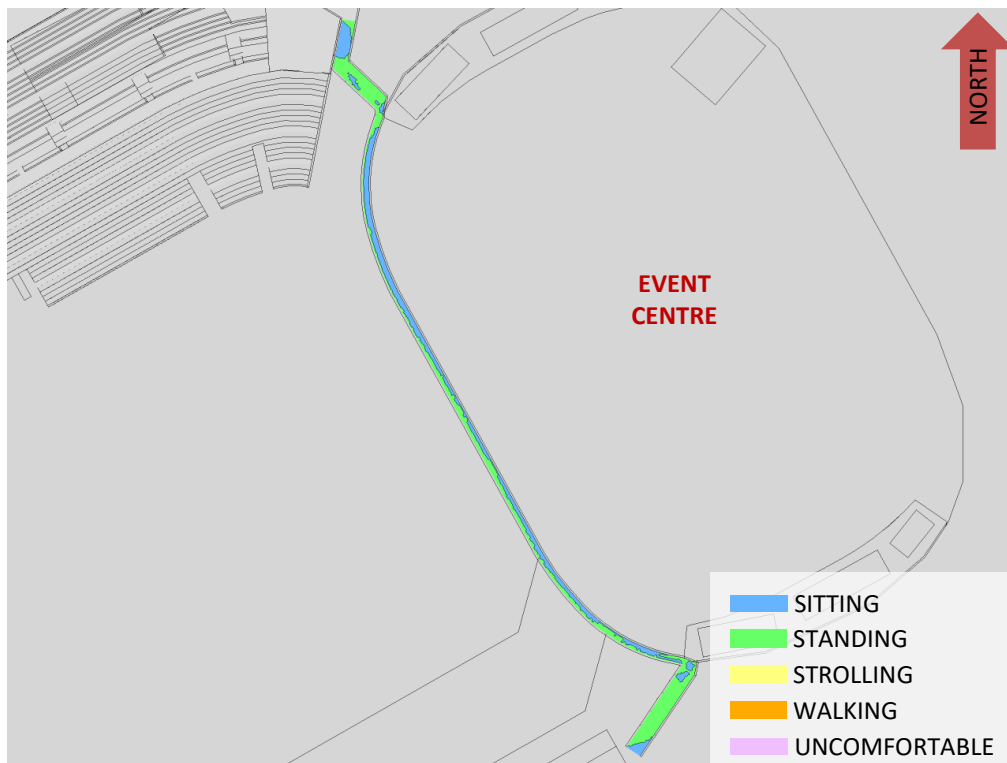 NORTH
EVENT
CENTRE
SITTING
STANDING
STROLLING
WALKING
UNCOMFORTABLE